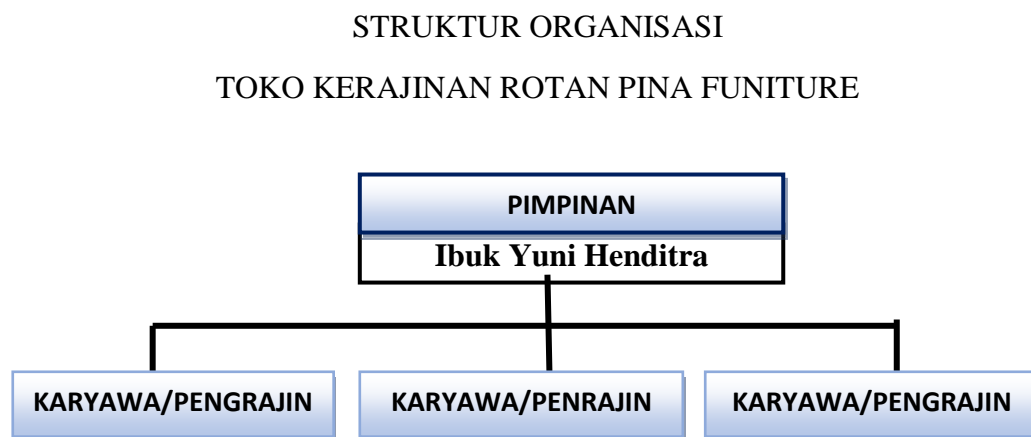 STRUKTUR ORGANISASI
TOKO KERAJINAN ROTAN PINA FUNITURE
PIMPINAN
Ibuk Yuni Henditra
KARYAWA/PENGRAJIN
KARYAWA/PENRAJIN
KARYAWA/PENGRAJIN